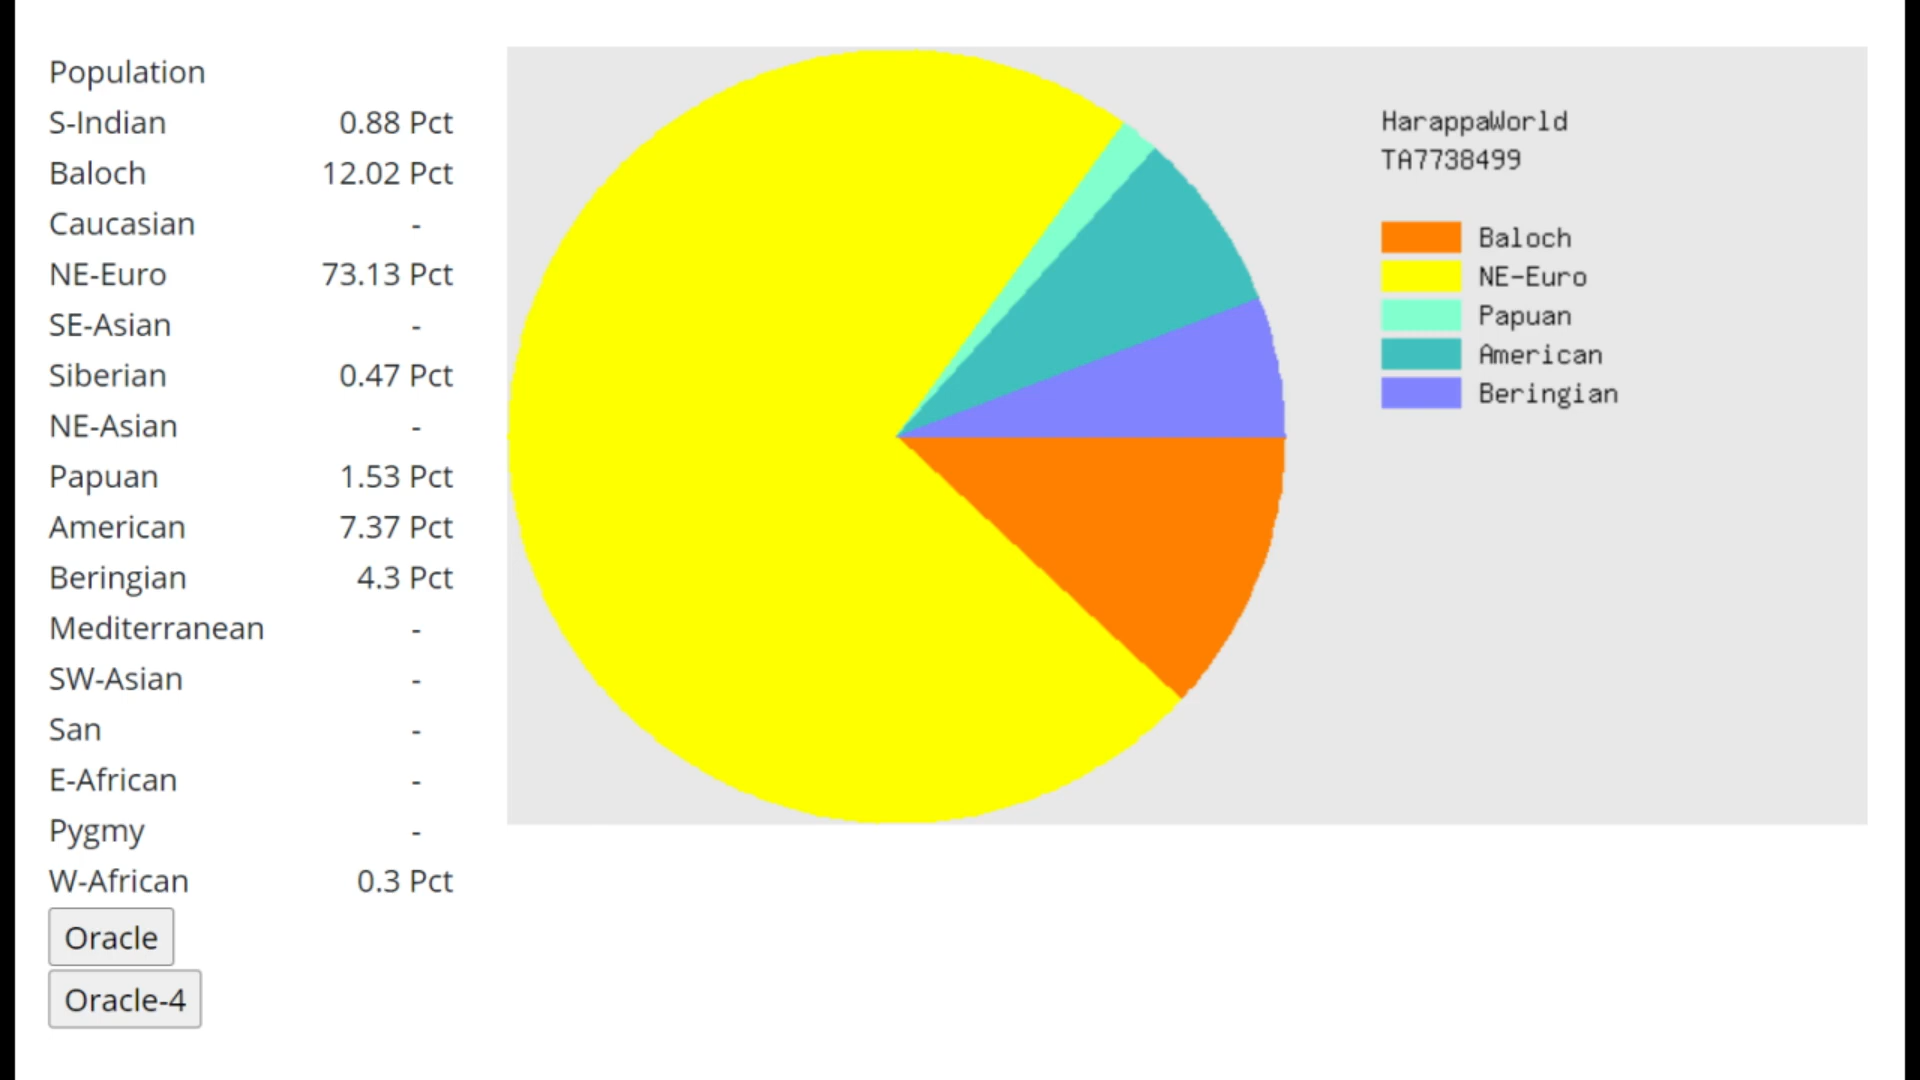 Population
S-Indian 0.88 Pct
Baloch 12.02 Pct
Caucasian -
NE-Euro 73.13 Pct
SE-Asian -
Siberian 0.47 Pct
NE-Asian -
Papuan 1.53 Pct
American 7.37 Pct
Beringian 4.3 Pct
Mediterranean -
SW-Asian -
San -
E-African -
Pygmy -
W-African 0.3 Pct
Oracle
Oracle-4
HarappaWorld
TA7738499
Baloch
NE-Euro
Papuan
American
Beringian